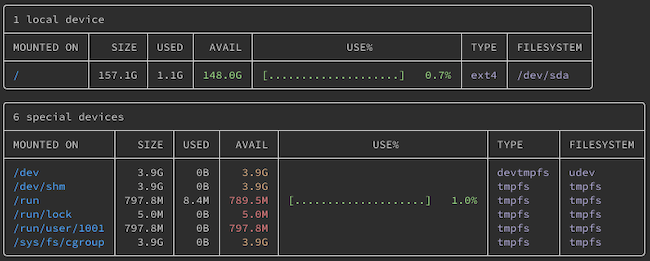 1 local device
MOUNTED ON SIZE USED AVAIL USE% TYPE FILESYSTEM
/ 157.1G 1.1G 148.0G [....................] 0.7% ext4 /dev/sda
6 special devices
MOUNTED ON SIZE USED AVAIL USE% TYPE FILESYSTEM
/dev 3.9G 0B 3.9G devtmpfs udev
/dev/shm 3.9G 0B 3.9G tmpfs tmpfs
/run 797.8M 8.4M 789.5M [....................] 1.0% tmpfs tmpfs
/run/lock 5.0M 0B 5.0M tmpfs tmpfs
/run/user/1001 797.8M 0B 797.8M tmpfs tmpfs
/sys/fs/cgroup 3.9G 0B 3.9G tmpfs tmpfs